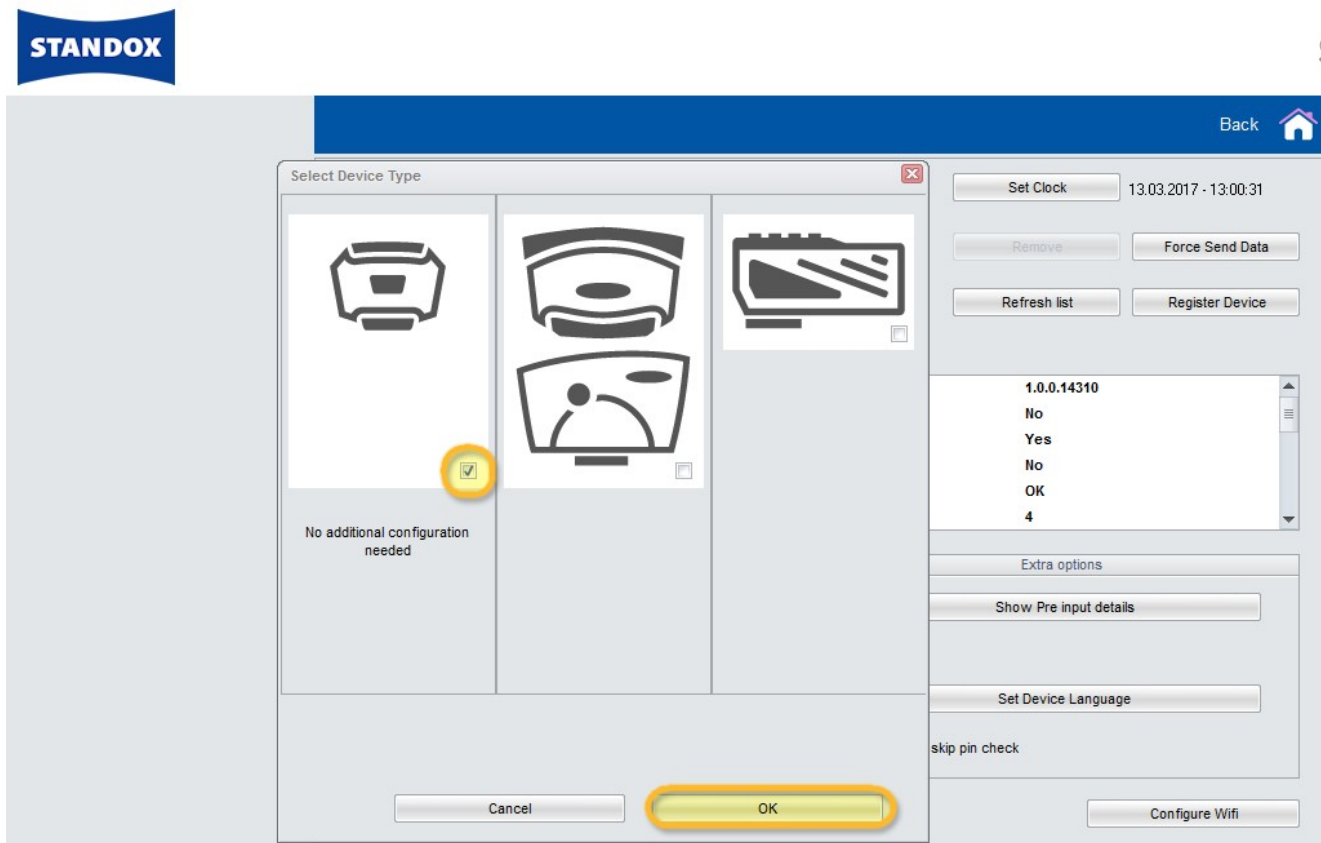 STANDOX
Back
Select Device Type
Set Clock
13.03.2017 - 13:00:31
Remove
Force Send Data
Refresh list
Register Device
1.0.0.14310
No
Yes
No
OK
4
No additional configuration
needed
Extra options
Show Pre input details
Set Device Language
skip pin check
Cancel
OK
Configure Wifi